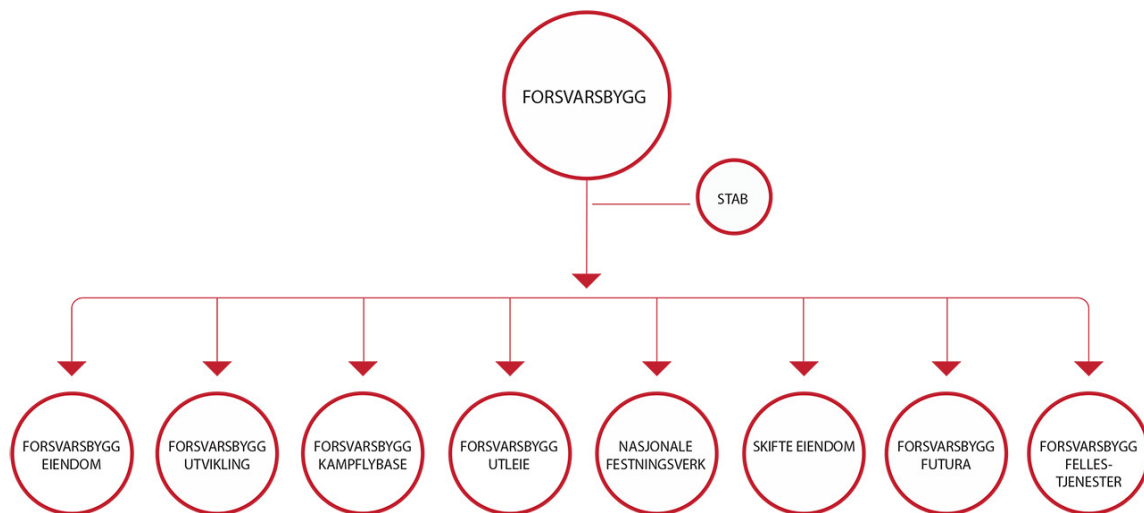 FORSVARSBYGG
STAB
FORSVARSBYGG
EIENDOM
FORSVARSBYGG
UTVIKLING
FORSVARSBYGG
KAMPFLYBASE
FORSVARSBYGG
UTLEIE
NASJONALE
FESTNINGSVERK
SKIFTE EIENDOM
FORSVARSBYGG
FUTURA
FORSVARSBYGG
FELLES-
TJENESTER